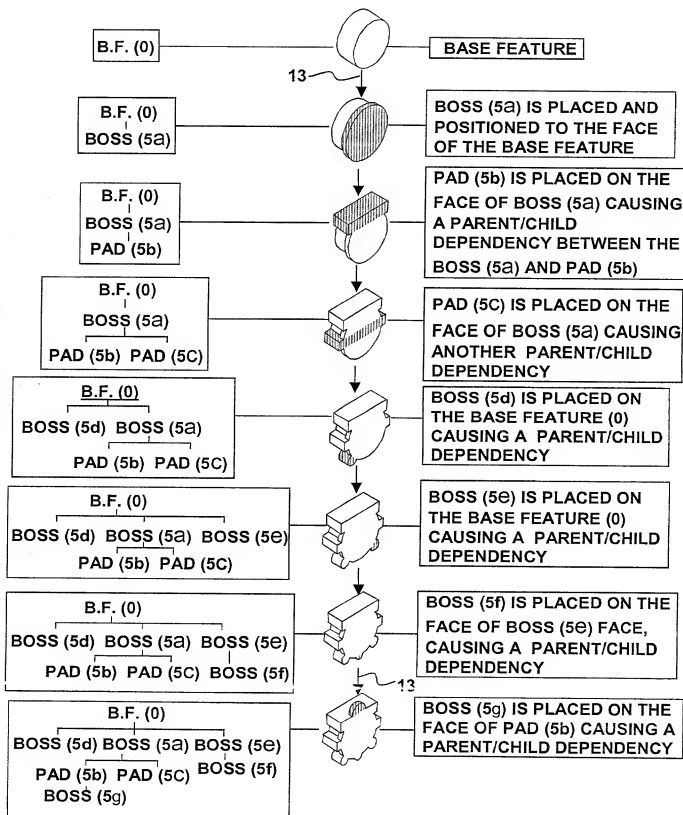 B.F. (0)
BASE FEATURE
13
B.F. (0)
BOSS (5a)
BOSS (5a) IS PLACED AND
POSITIONED TO THE FACE
OF THE BASE FEATURE
B.F. (0)
BOSS (5a)
PAD (5b)
PAD (5b) IS PLACED ON THE
FACE OF BOSS (5a) CAUSING
A PARENT/CHILD
DEPENDENCY BETWEEN THE
BOSS (5a) AND PAD (5b)
B.F. (0)
BOSS (5a)
PAD (5b) PAD (5C)
PAD (5C) IS PLACED ON THE
FACE OF BOSS (5a) CAUSING
ANOTHER PARENT/CHILD
DEPENDENCY
B.F. (0)
BOSS (5d) BOSS (5a)
PAD (5b) PAD (5C)
BOSS (5d) IS PLACED ON
THE BASE FEATURE (0)
CAUSING A PARENT/CHILD
DEPENDENCY
B.F. (0)
BOSS (5d) BOSS (5a) BOSS (5e)
PAD (5b) PAD (5C)
BOSS (5e) IS PLACED ON
THE BASE FEATURE (0)
CAUSING A PARENT/CHILD
DEPENDENCY
B.F. (0)
BOSS (5d) BOSS (5a) BOSS (5e)
PAD (5b) PAD (5C) BOSS (5f)
BOSS (5f) IS PLACED ON THE
FACE OF BOSS (5e) FACE,
CAUSING A PARENT/CHILD
DEPENDENCY
13
B.F. (0)
BOSS (5d) BOSS (5a) BOSS (5e)
PAD (5b) PAD (5C) BOSS (5f)
BOSS (5g)
BOSS (5g) IS PLACED ON THE
FACE OF PAD (5b) CAUSING A
PARENT/CHILD DEPENDENCY